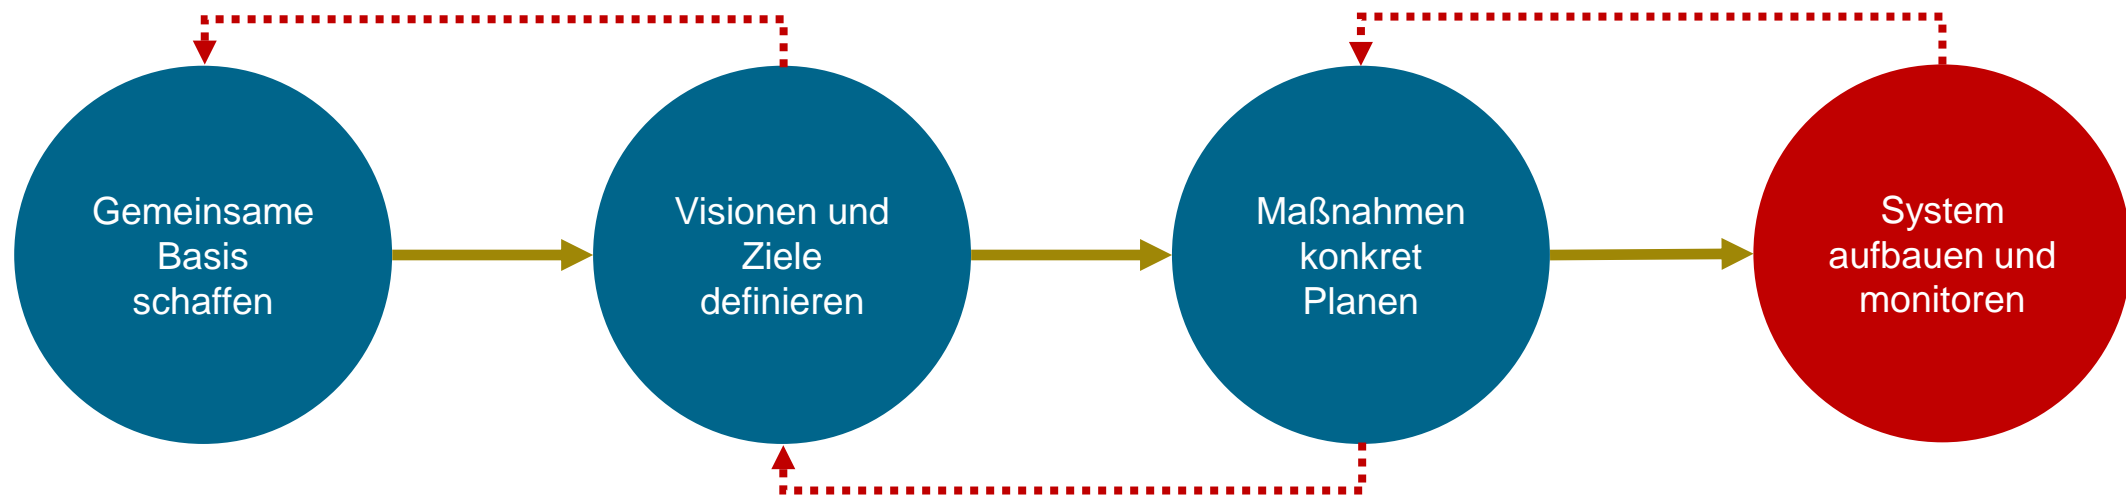 Gemeinsame
Basis
schaffen
Visionen und
Ziele
definieren
Maßnahmen
konkret
Planen
System
aufbauen und
monitoren